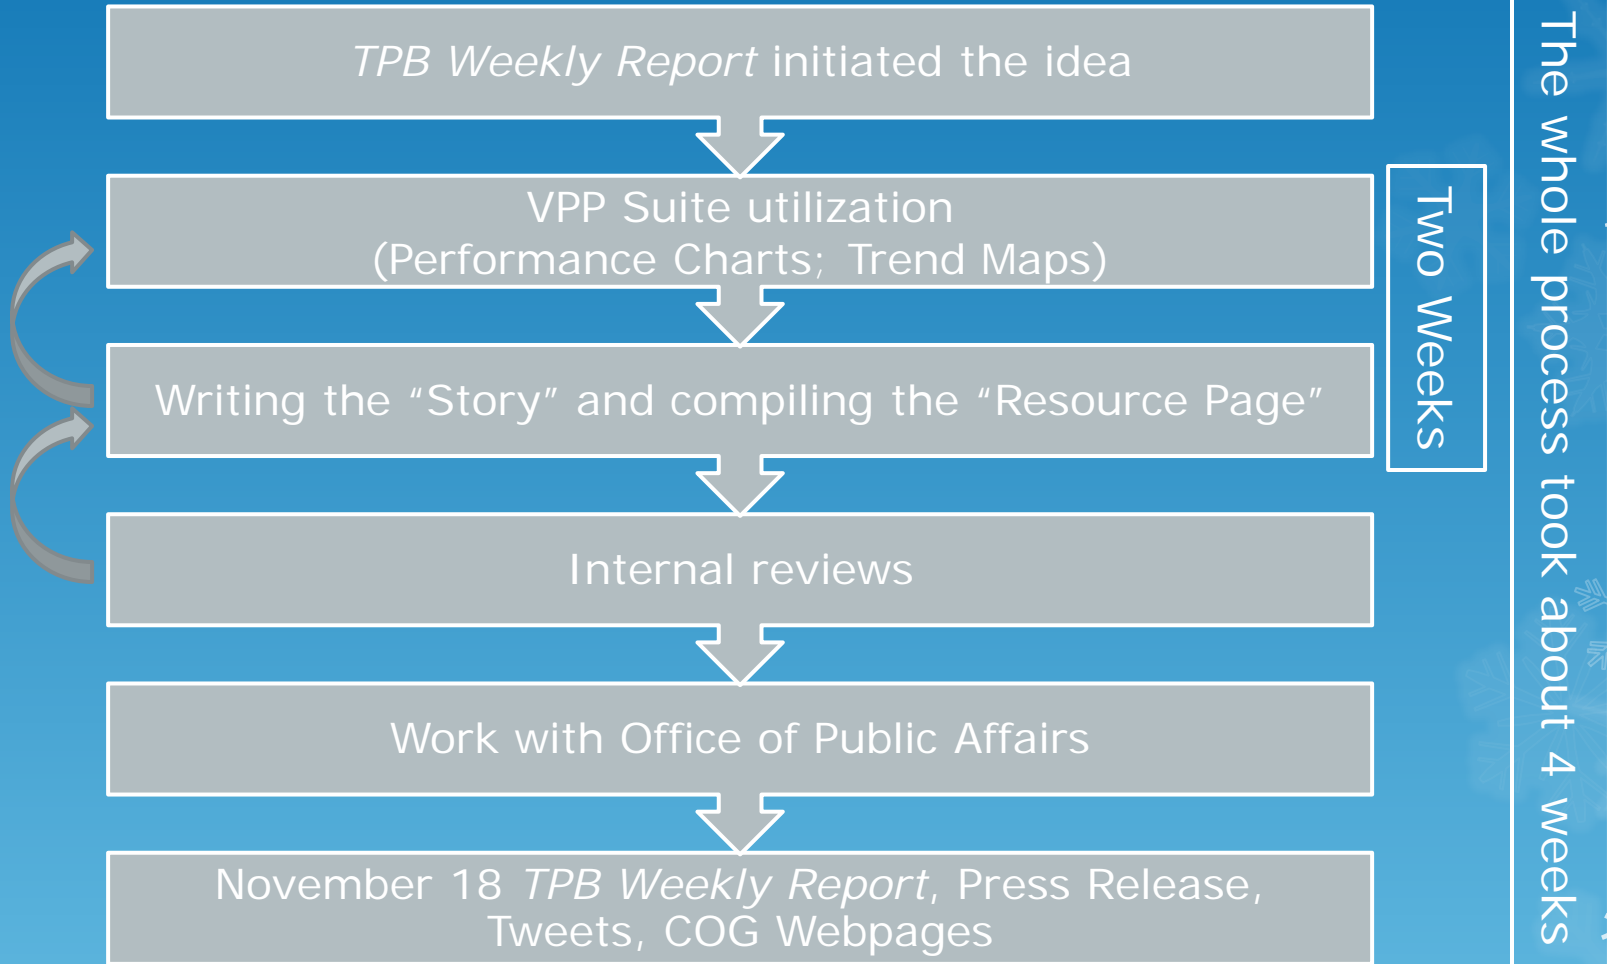 TPB Weekly Report initiated the idea
VPP Suite utilization
(Performance Charts; Trend Maps)
Writing the “Story” and compiling the “Resource Page”
Internal reviews
Work with Office of Public Affairs
November 18 TPB Weekly Report, Press Release,
Tweets, COG Webpages
Two Weeks
The whole process took about 4 weeks